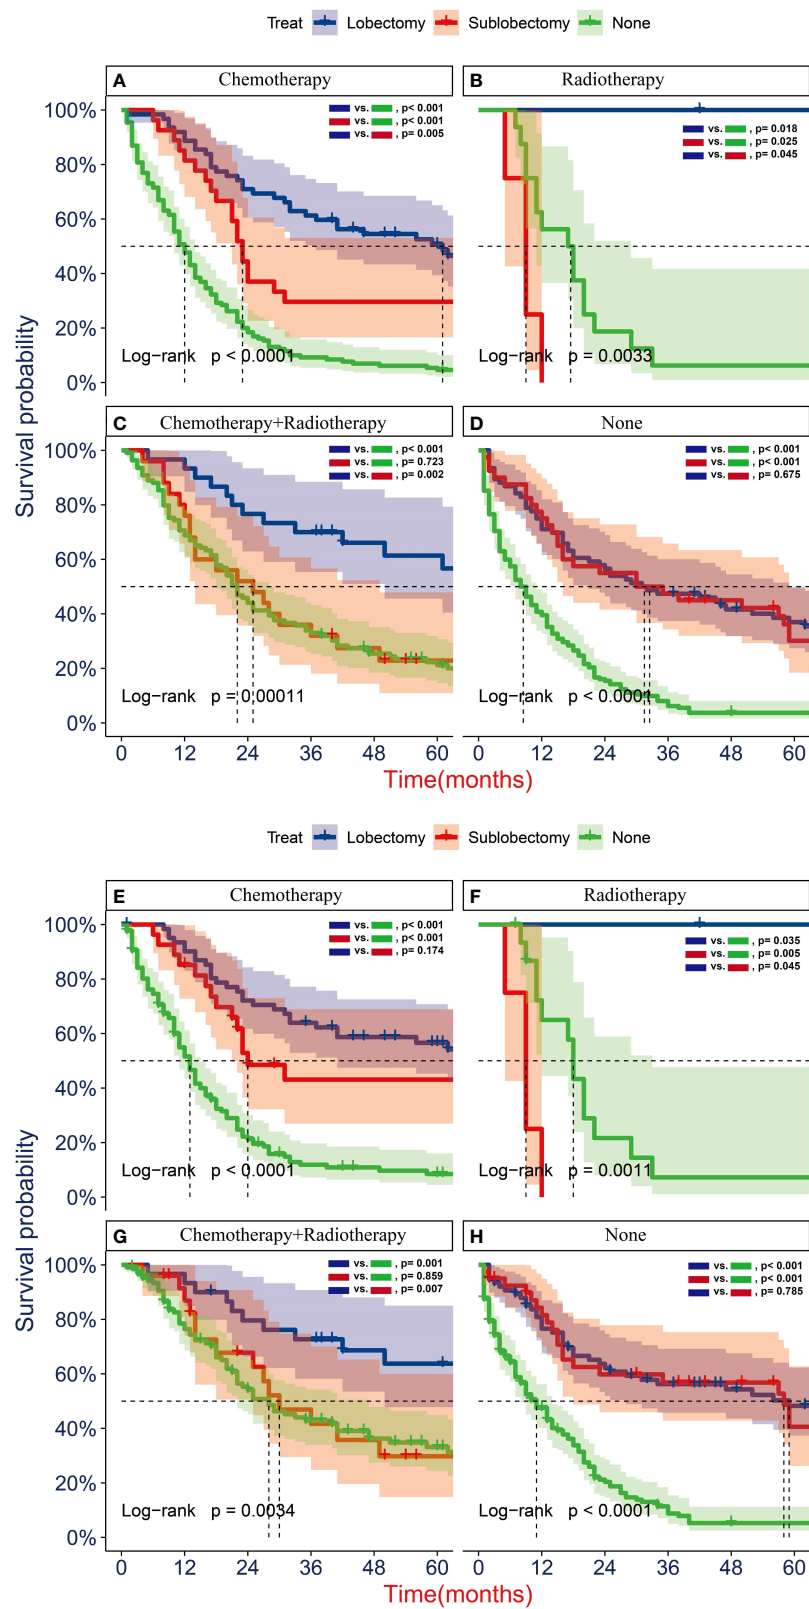 Treat Lobectomy Sublobectomy None
A Chemotherapy
B Radiotherapy
vs. , p< 0.001
vs. , p< 0.001
vs. , p= 0.005
vs. , p= 0.018
vs. , p= 0.025
vs. , p= 0.045
100%
80%
60%
40%
20%
0%
Log−rank p < 0.0001
Log−rank p = 0.0033
C Chemotherapy+Radiotherapy
D None
vs. , p< 0.001
vs. , p= 0.723
vs. , p= 0.002
vs. , p< 0.001
vs. , p< 0.001
vs. , p= 0.675
100%
80%
60%
40%
20%
0%
Log−rank p = 0.00011
Log−rank p < 0.0001
Survival probability
0 12 24 36 48 60
0 12 24 36 48 60
Time(months)
Treat Lobectomy Sublobectomy None
E Chemotherapy
F Radiotherapy
vs. , p< 0.001
vs. , p< 0.001
vs. , p= 0.174
vs. , p= 0.035
vs. , p= 0.005
vs. , p= 0.045
100%
80%
60%
40%
20%
0%
Log−rank p < 0.0001
Log−rank p = 0.0011
G Chemotherapy+Radiotherapy
H None
vs. , p= 0.001
vs. , p= 0.859
vs. , p= 0.007
vs. , p< 0.001
vs. , p< 0.001
vs. , p= 0.785
100%
80%
60%
40%
20%
0%
Log−rank p = 0.0034
Log−rank p < 0.0001
Survival probability
0 12 24 36 48 60
0 12 24 36 48 60
Time(months)